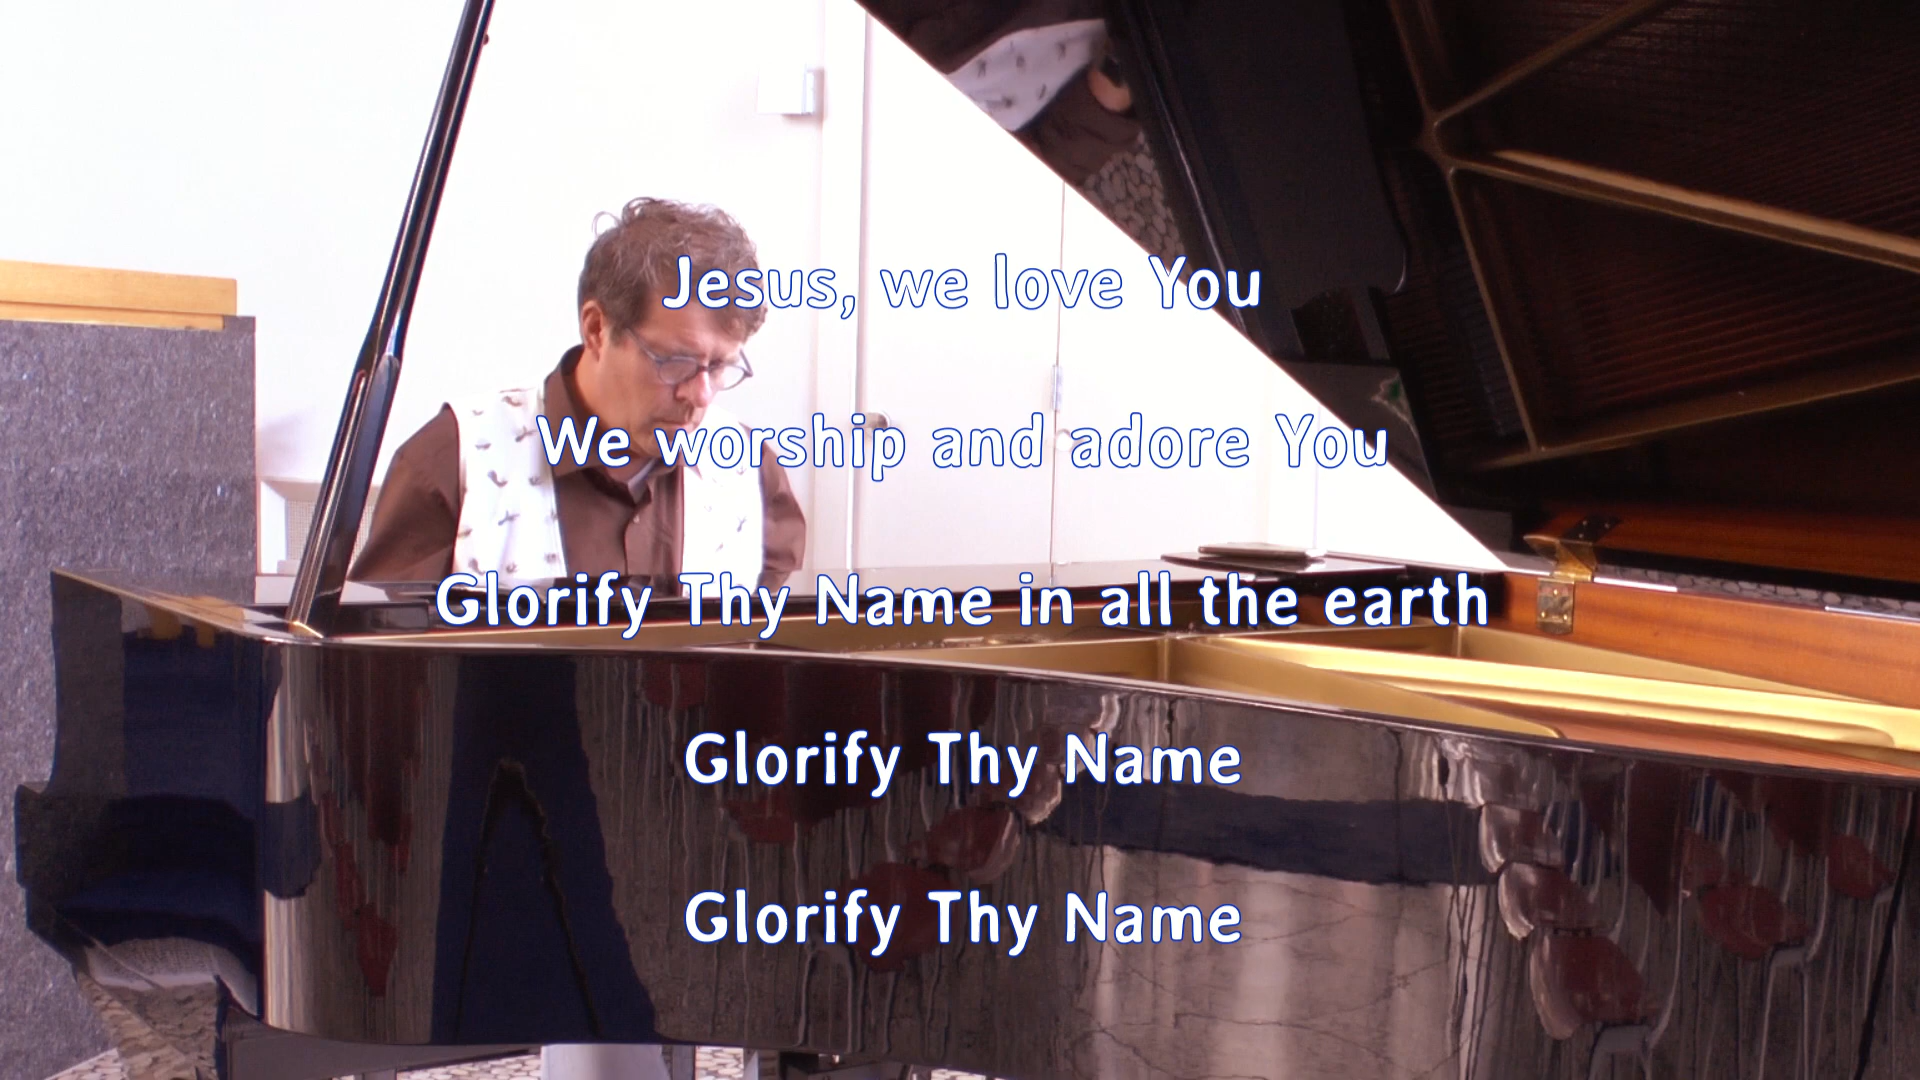 Jesus, we love You
We worship and adore You
Glorify Thy Name in all the earth
Glorify Thy Name
Glorify Thy Name